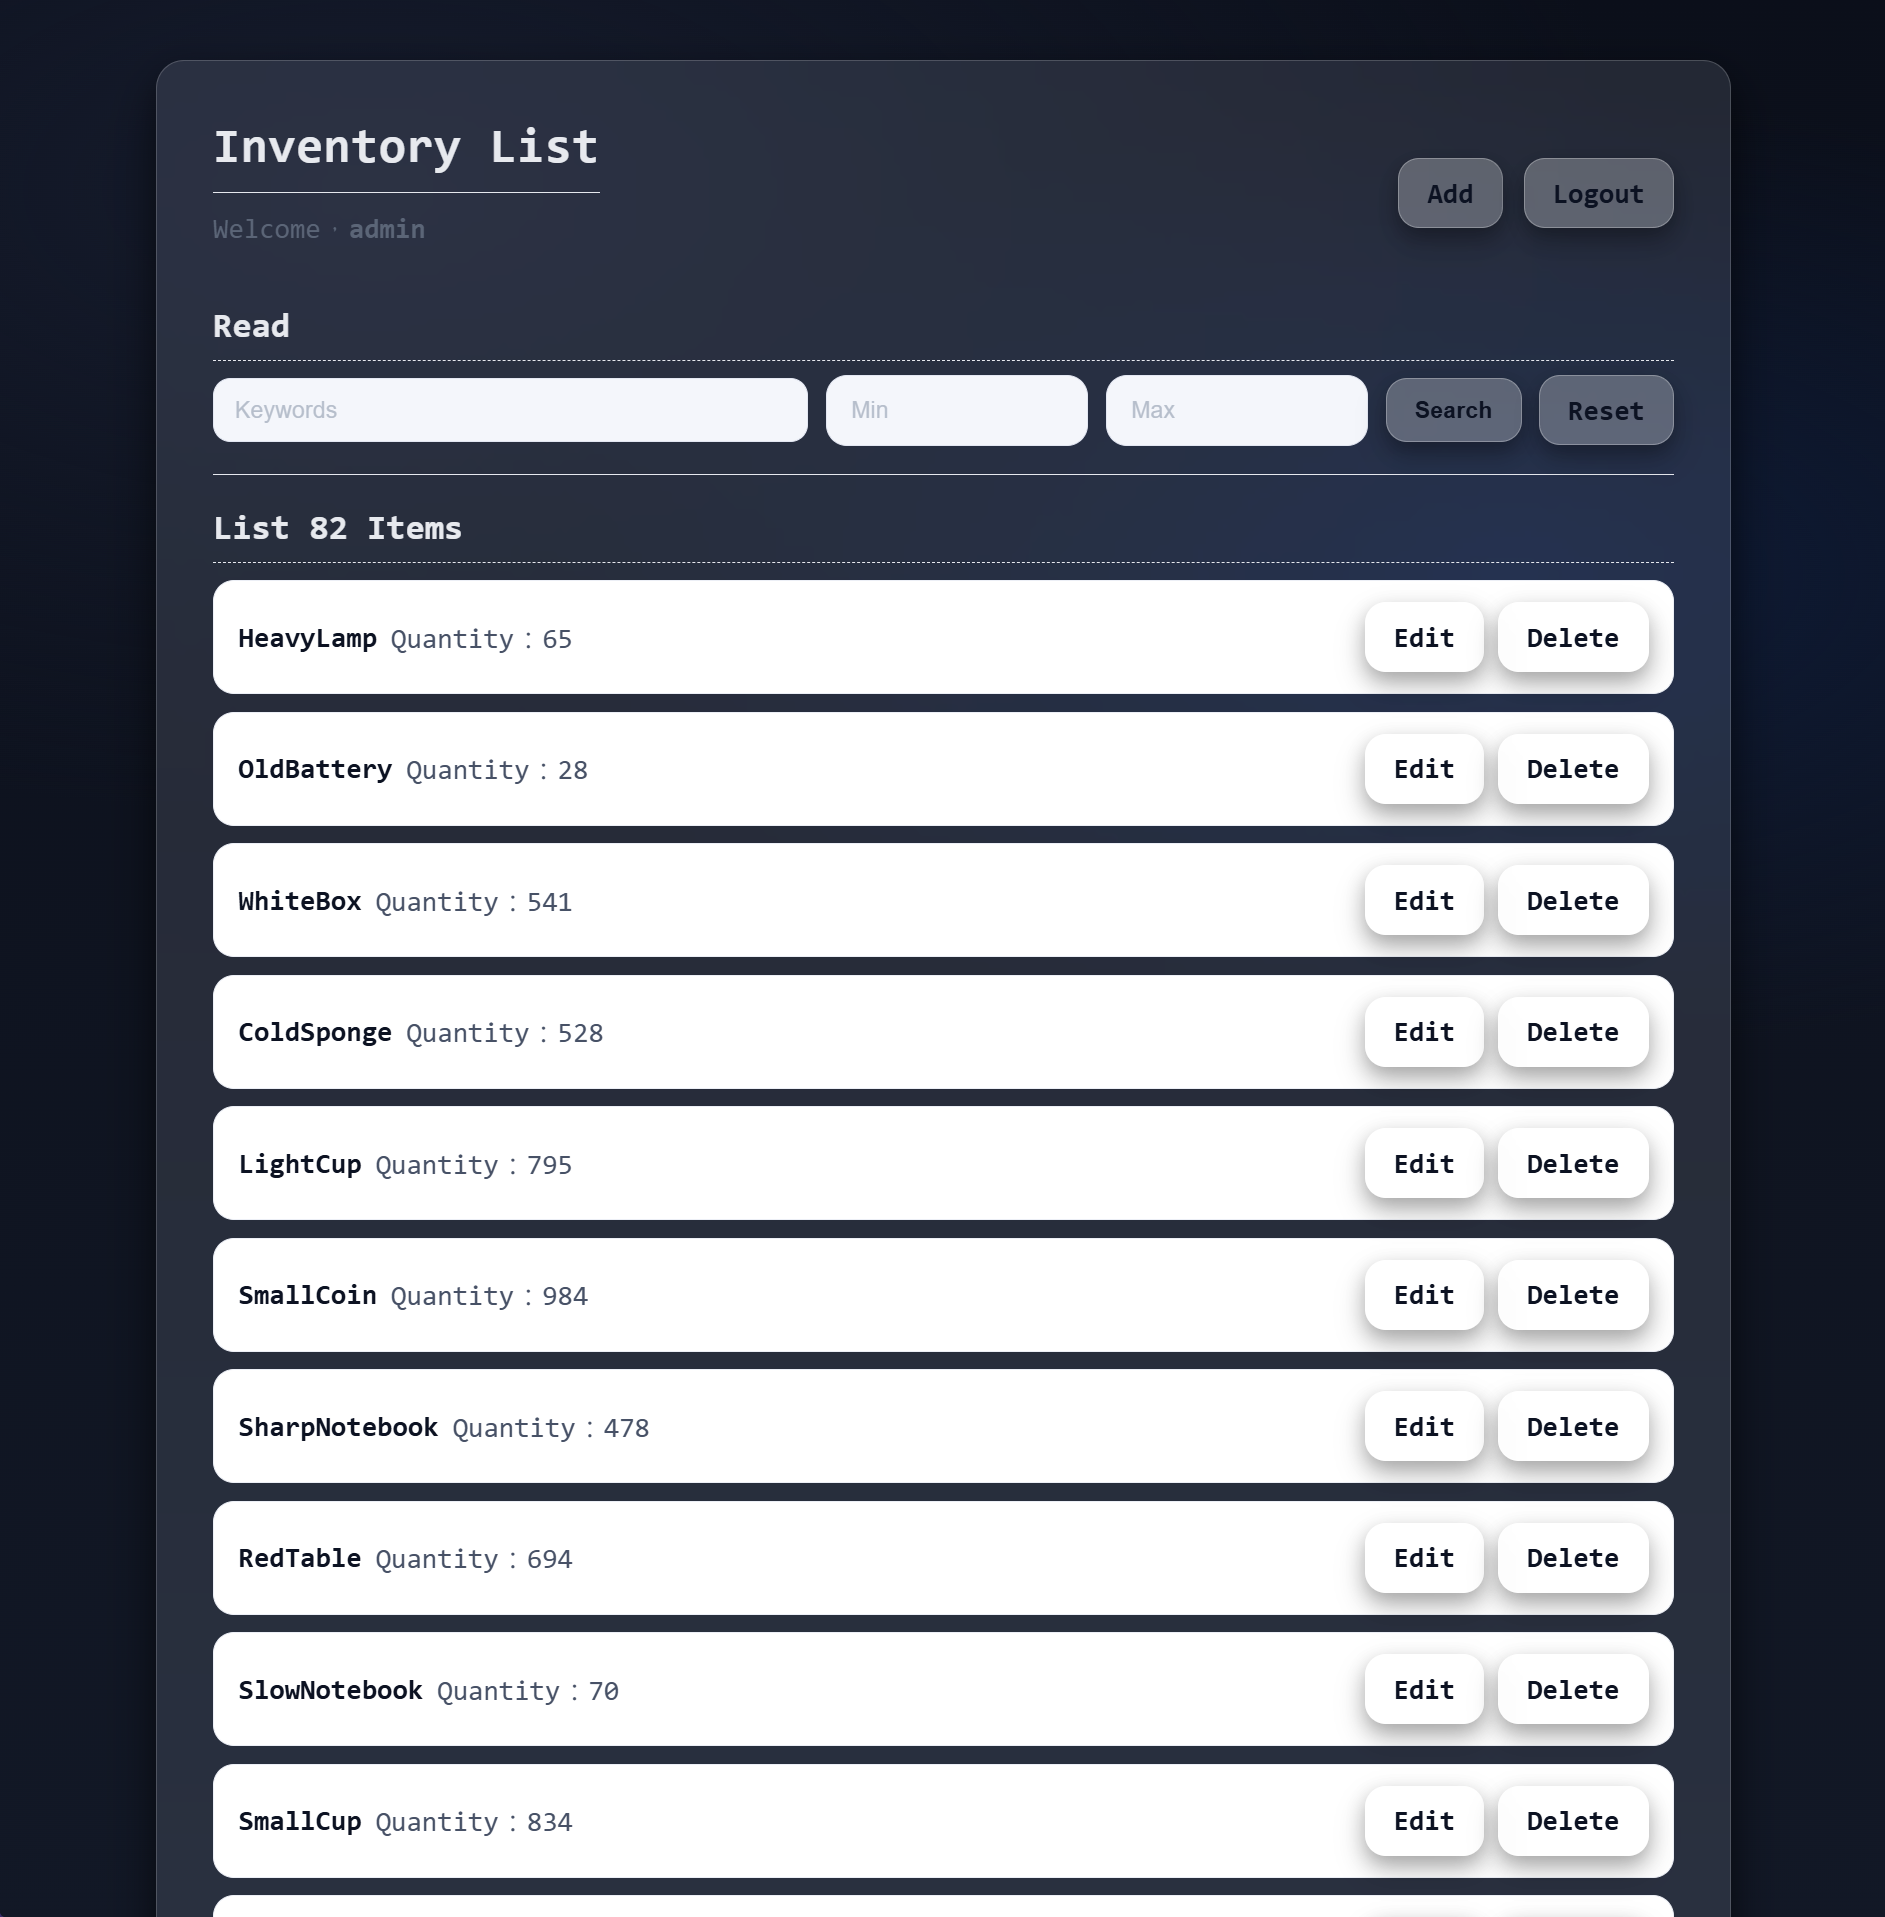 Inventory List
Welcome · admin
Add
Logout
Read
Keywords
Min
Max
Search
Reset
List 82 Items
HeavyLamp Quantity : 65
Edit
Delete
OldBattery Quantity : 28
Edit
Delete
WhiteBox Quantity : 541
Edit
Delete
ColdSponge Quantity : 528
Edit
Delete
LightCup Quantity : 795
Edit
Delete
SmallCoin Quantity : 984
Edit
Delete
SharpNotebook Quantity : 478
Edit
Delete
RedTable Quantity : 694
Edit
Delete
SlowNotebook Quantity : 70
Edit
Delete
SmallCup Quantity : 834
Edit
Delete